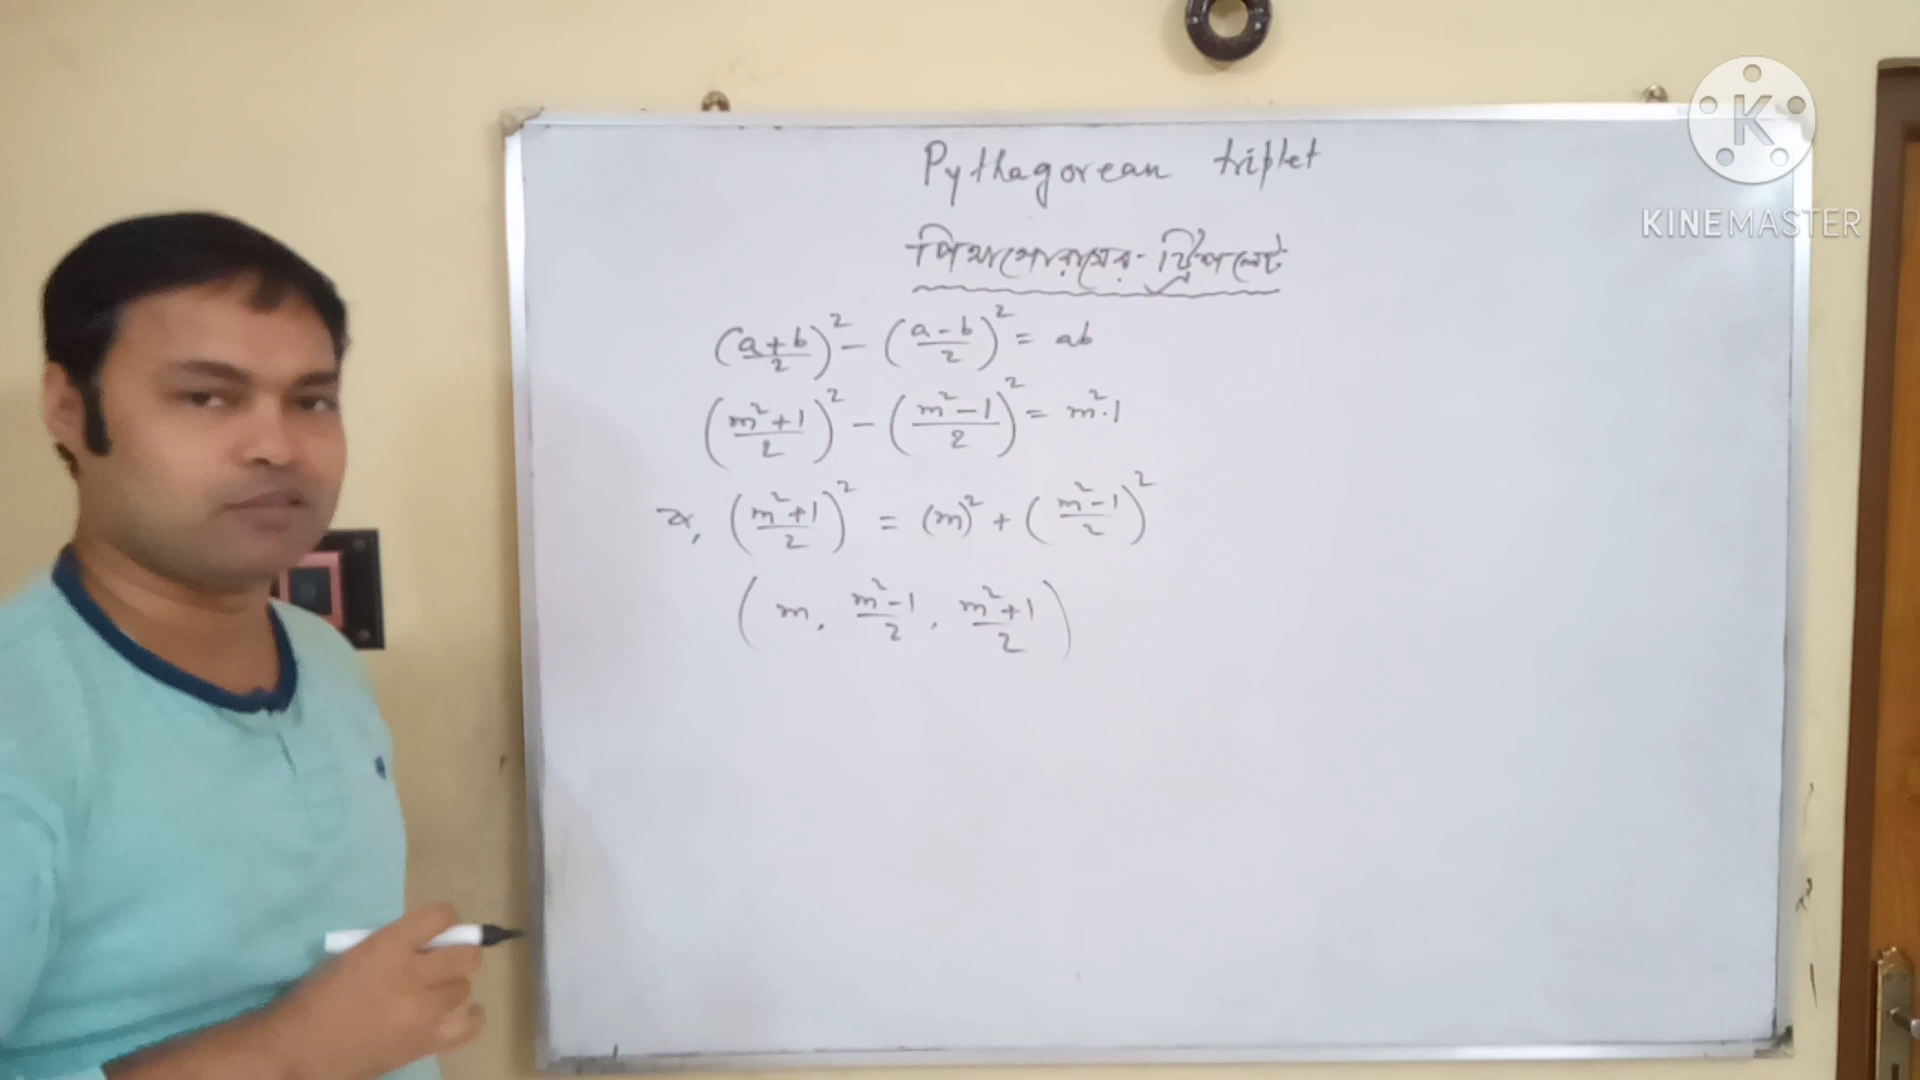 Pythagorean triplet
পিথাগোরাসের ট্রিপলেট
(a+b/2)² - (a-b/2)² = ab
(m²+1/2)² - (m²-1/2)² = m².1
বা, (m²+1/2)² = (m)² + (m²-1/2)²
(m, m²-1/2, m²+1/2)
K
KINEMASTER